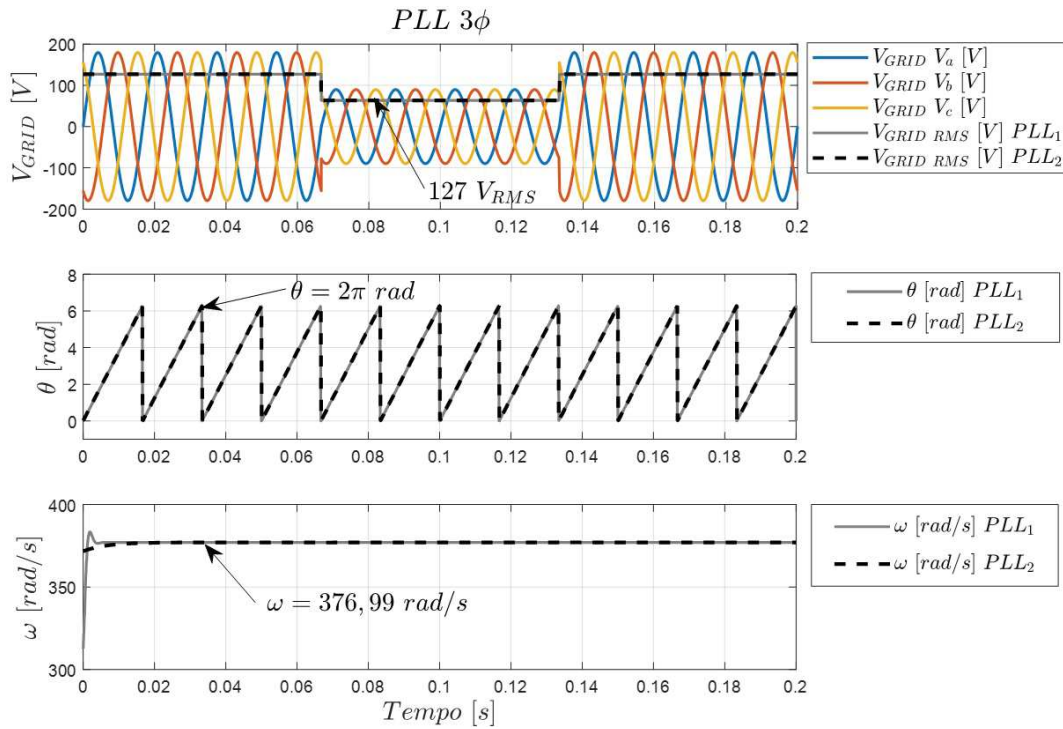 PLL 3ϕ
V_GRID [V]
200
100
0
-100
-200
127 V_RMS
0 0.02 0.04 0.06 0.08 0.1 0.12 0.14 0.16 0.18 0.2
V_GRID V_a [V]
V_GRID V_b [V]
V_GRID V_c [V]
V_GRID RMS [V] PLL_1
V_GRID RMS [V] PLL_2
θ [rad]
8
6
4
2
0
θ = 2π rad
0 0.02 0.04 0.06 0.08 0.1 0.12 0.14 0.16 0.18 0.2
θ [rad] PLL_1
θ [rad] PLL_2
ω [rad/s]
400
350
300
ω = 376,99 rad/s
0 0.02 0.04 0.06 0.08 0.1 0.12 0.14 0.16 0.18 0.2
Tempo [s]
ω [rad/s] PLL_1
ω [rad/s] PLL_2